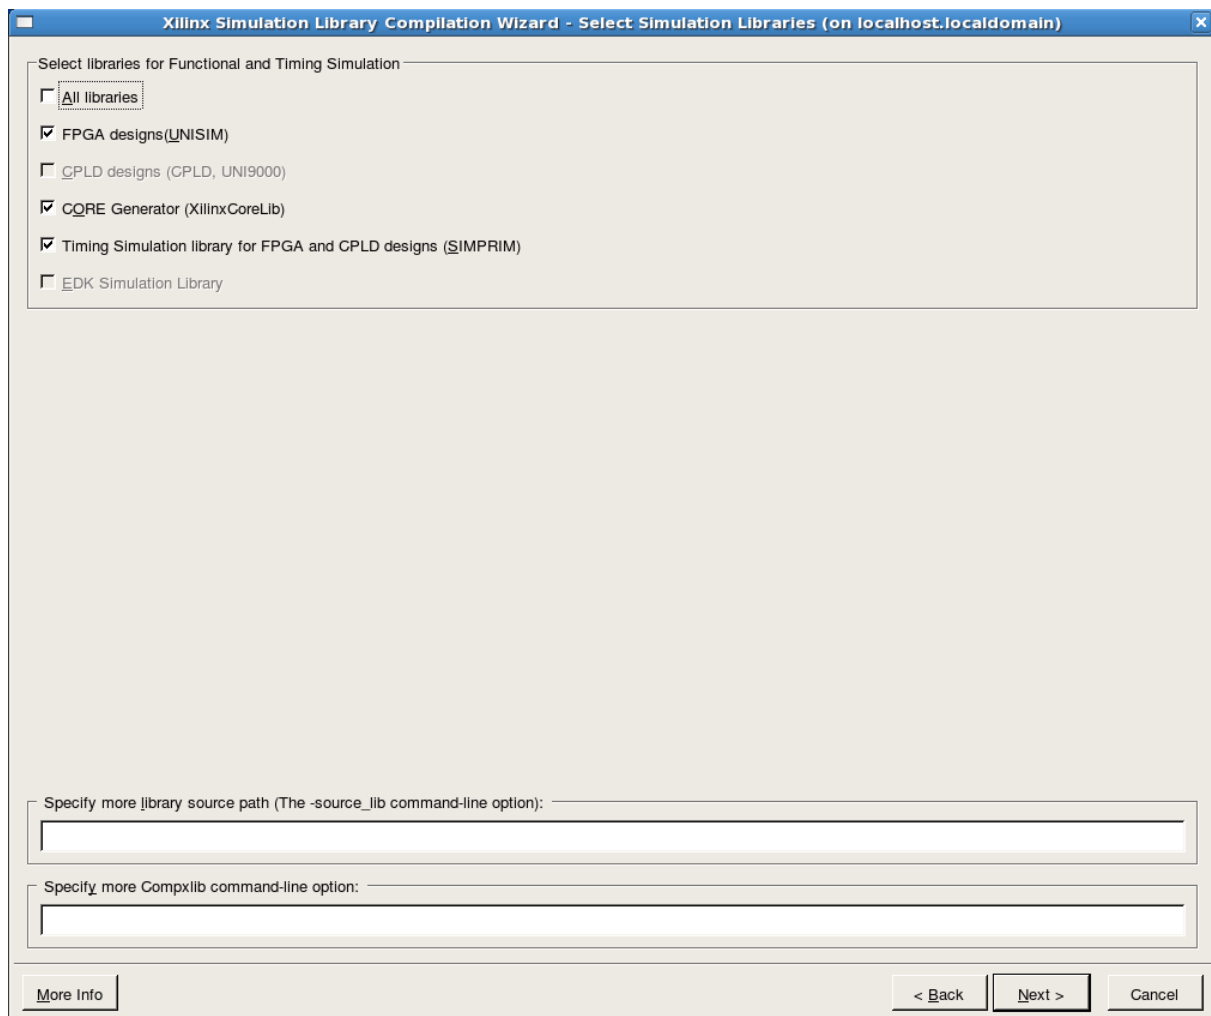 Xilinx Simulation Library Compilation Wizard - Select Simulation Libraries (on localhost.localdomain)
Select libraries for Functional and Timing Simulation
All libraries
FPGA designs(UNISIM)
CPLD designs (CPLD, UNI9000)
CORE Generator (XilinxCoreLib)
Timing Simulation library for FPGA and CPLD designs (SIMPRIM)
EDK Simulation Library
Specify more library source path (The -source_lib command-line option):
Specify more Compxlib command-line option:
More Info
< Back
Next >
Cancel